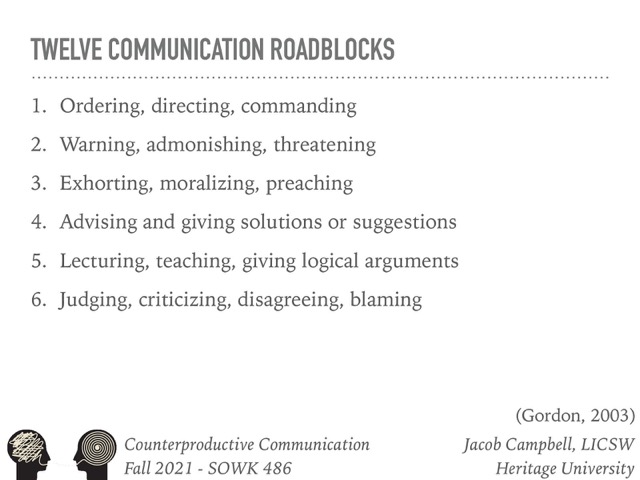 TWELVE COMMUNICATION ROADBLOCKS
1. Ordering, directing, commanding
2. Warning, admonishing, threatening
3. Exhorting, moralizing, preaching
4. Advising and giving solutions or suggestions
5. Lecturing, teaching, giving logical arguments
6. Judging, criticizing, disagreeing, blaming
(Gordon, 2003)
Counterproductive Communication
Fall 2021 - SOWK 486
Jacob Campbell, LICSW
Heritage University